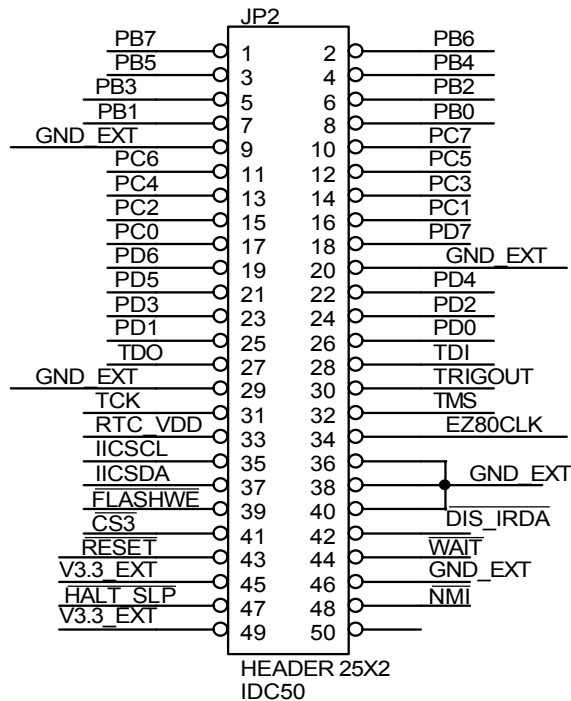 JP2
PB7 1 2 PB6
PB5 3 4 PB4
PB3 5 6 PB2
PB1 7 8 PB0
GND_EXT 9 10 PC7
PC6 11 12 PC5
PC4 13 14 PC3
PC2 15 16 PC1
PC0 17 18 PD7
PD6 19 20 GND_EXT
PD5 21 22 PD4
PD3 23 24 PD2
PD1 25 26 PD0
TDO 27 28 TDI
GND_EXT 29 30 TRIGOUT
TCK 31 32 TMS
RTC_VDD 33 34 EZ80CLK
IICSCL 35 36
IICSDA 37 38 GND_EXT
FLASHWE 39 40
CS3 41 42 DIS_IRDA
RESET 43 44 WAIT
V3.3_EXT 45 46 GND_EXT
HALT_SLP 47 48 NMI
V3.3_EXT 49 50
HEADER 25X2
IDC50